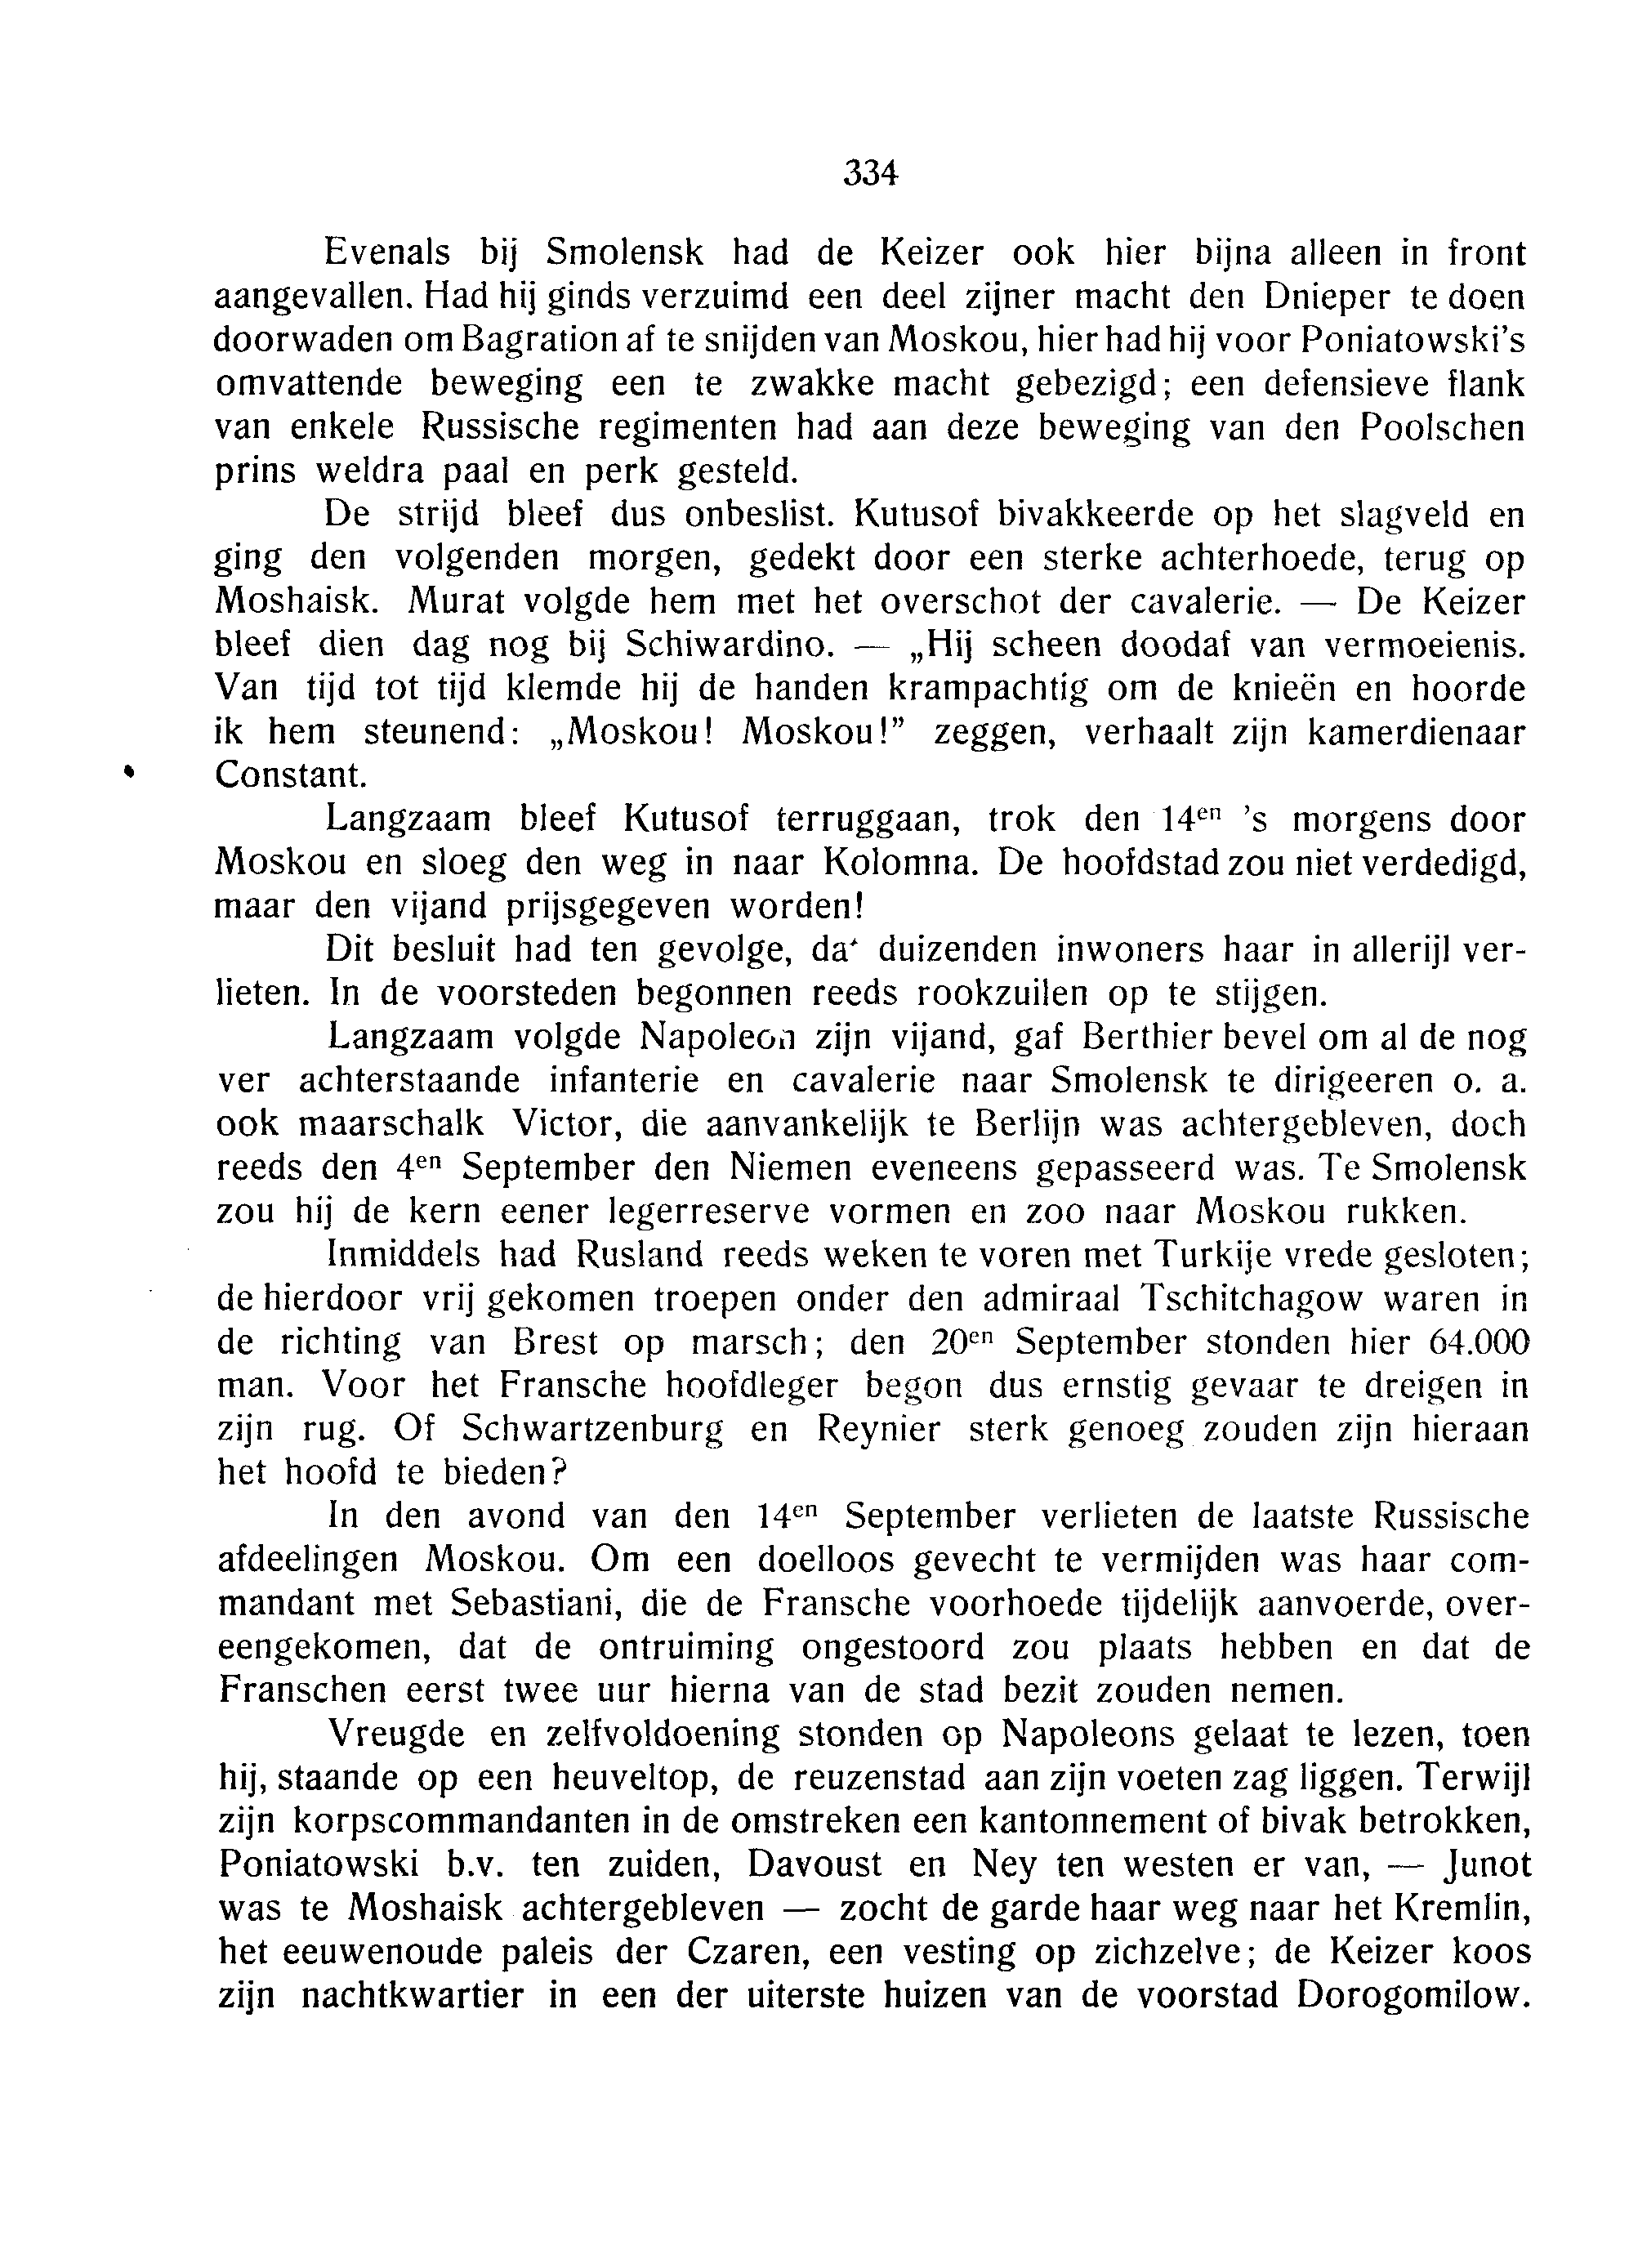 334
Evenals bij Smolensk had de Keizer ook hier bijna alleen in front
aangevallen. Had hij ginds verzuimd een deel zijner macht den Dnieper te doen
doorwaden om Bagration af te snijden van Moskou, hier had hij voor Poniatowski's
omvattende beweging een te zwakke macht gebezigd; een defensieve flank
van enkele Russische regimenten had aan deze beweging van den Poolschen
prins weldra paal en perk gesteld.
De strijd bleef dus onbeslist. Kutusof bivakkeerde op het slagveld en
ging den volgenden morgen, gedekt door een sterke achterhoede, terug op
Moshaisk. Murat volgde hem met het overschot der cavalerie. — De Keizer
bleef dien dag nog bij Schiwardino. — „Hij scheen doodaf van vermoeienis.
Van tijd tot tijd klemde hij de handen krampachtig om de knieën en hoorde
ik hem steunend: „Moskou! Moskou!” zeggen, verhaalt zijn kamerdienaar
Constant.
Langzaam bleef Kutusof terruggaan, trok den 14en 's morgens door
Moskou en sloeg den weg in naar Kolomna. De hoofdstad zou niet verdedigd,
maar den vijand prijsgegeven worden!
Dit besluit had ten gevolge, da' duizenden inwoners haar in allerijl ver-
lieten. In de voorsteden begonnen reeds rookzuilen op te stijgen.
Langzaam volgde Napoleon zijn vijand, gaf Berthier bevel om al de nog
ver achterstaande infanterie en cavalerie naar Smolensk te dirigeeren o. a.
ook maarschalk Victor, die aanvankelijk te Berlijn was achtergebleven, doch
reeds den 4en September den Niemen eveneens gepasseerd was. Te Smolensk
zou hij de kern eener legerreserve vormen en zoo naar Moskou rukken.
Inmiddels had Rusland reeds weken te voren met Turkije vrede gesloten;
de hierdoor vrij gekomen troepen onder den admiraal Tschitchagow waren in
de richting van Brest op marsch; den 20en September stonden hier 64.000
man. Voor het Fransche hoofdleger begon dus ernstig gevaar te dreigen in
zijn rug. Of Schwartzenburg en Reynier sterk genoeg zouden zijn hieraan
het hoofd te bieden?
In den avond van den 14en September verlieten de laatste Russische
afdeelingen Moskou. Om een doelloos gevecht te vermijden was haar com-
mandant met Sebastiani, die de Fransche voorhoede tijdelijk aanvoerde, over-
eengekomen, dat de ontruiming ongestoord zou plaats hebben en dat de
Franschen eerst twee uur hierna van de stad bezit zouden nemen.
Vreugde en zelfvoldoening stonden op Napoleons gelaat te lezen, toen
hij, staande op een heuveltop, de reuzenstad aan zijn voeten zag liggen. Terwijl
zijn korpscommandanten in de omstreken een kantonnement of bivak betrokken,
Poniatowski b.v. ten zuiden, Davoust en Ney ten westen er van, — Junot
was te Moshaisk achtergebleven — zocht de garde haar weg naar het Kremlin,
het eeuwenoude paleis der Czaren, een vesting op zichzelve; de Keizer koos
zijn nachtkwartier in een der uiterste huizen van de voorstad Dorogomilow.